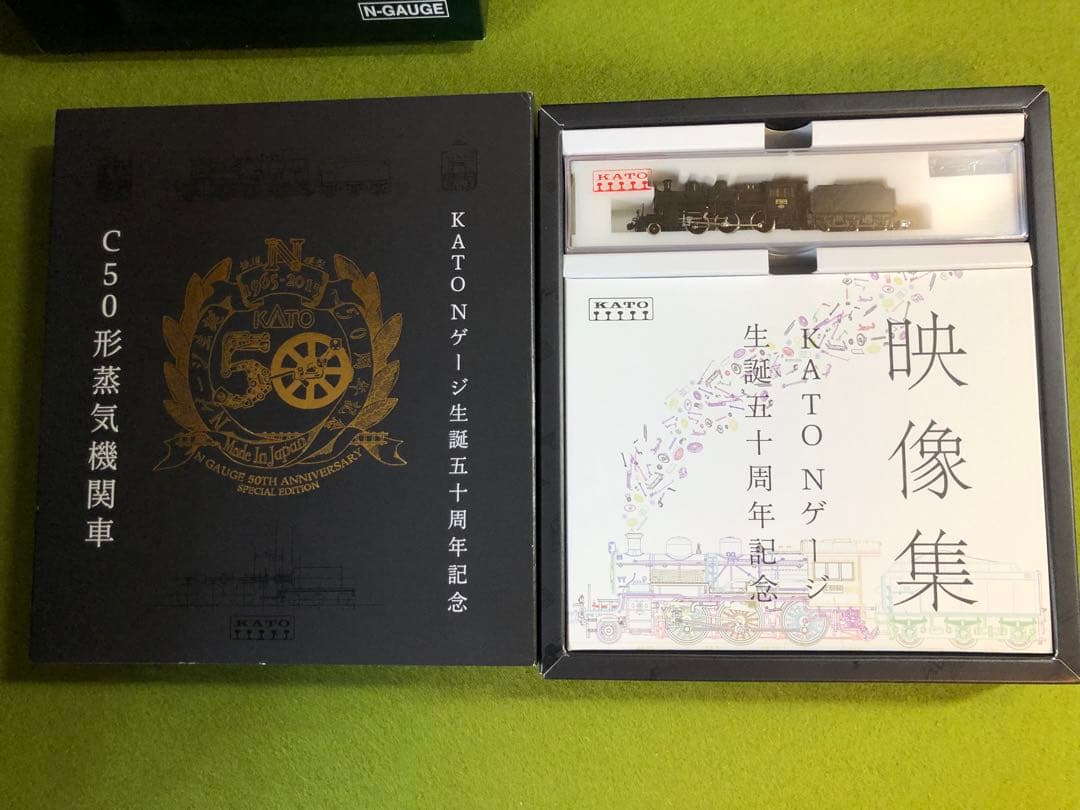 N-GAUGE
KATO Nゲージ生誕五十周年記念
C50形蒸気機関車
N
1965-2015
KATO
50
Made In Japan
N GAUGE 50TH ANNIVERSARY
SPECIAL EDITION
KATO
KATO
KATO
映像集
KATO Nゲージ
生誕五十周年記念